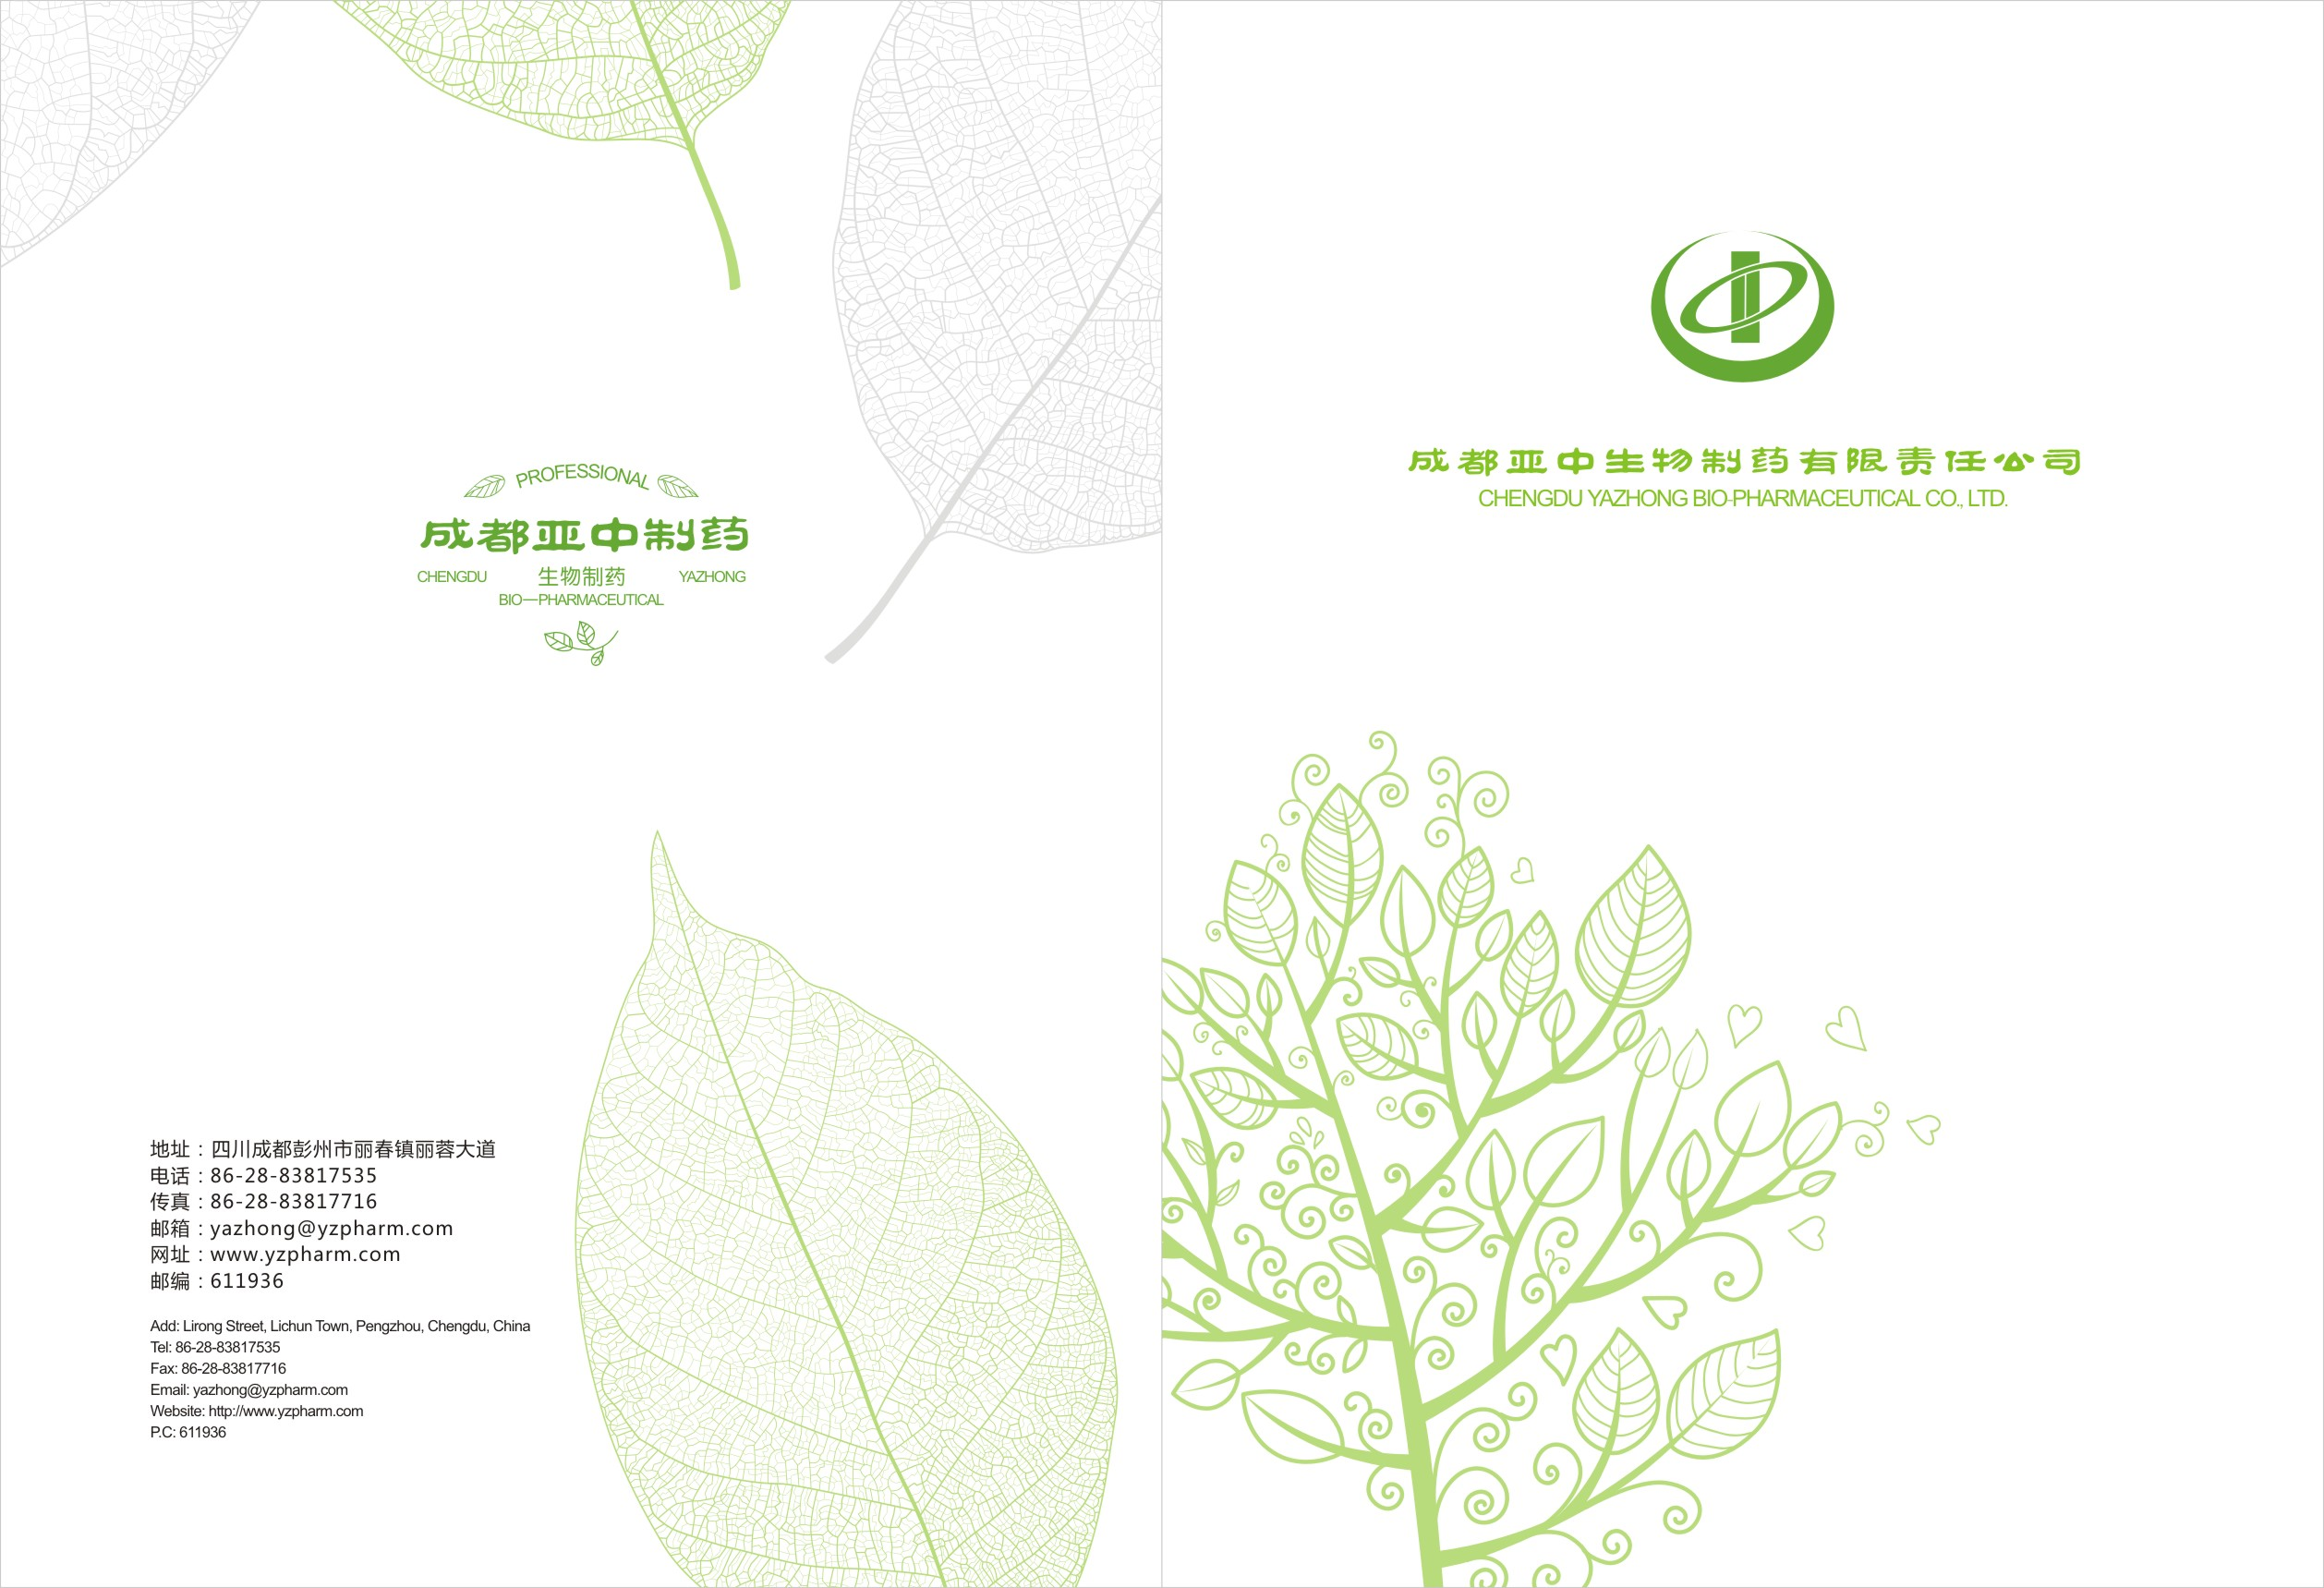 PROFESSIONAL
成都亚中制药
CHENGDU 生物制药 YAZHONG
BIO—PHARMACEUTICAL
地址：四川成都彭州市丽春镇丽蓉大道
电话：86-28-83817535
传真：86-28-83817716
邮箱：yazhong@yzpharm.com
网址：www.yzpharm.com
邮编：611936
Add: Lirong Street, Lichun Town, Pengzhou, Chengdu, China
Tel: 86-28-83817535
Fax: 86-28-83817716
Email: yazhong@yzpharm.com
Website: http://www.yzpharm.com
P.C: 611936
成都亚中生物制药有限责任公司
CHENGDU YAZHONG BIO-PHARMACEUTICAL CO., LTD.